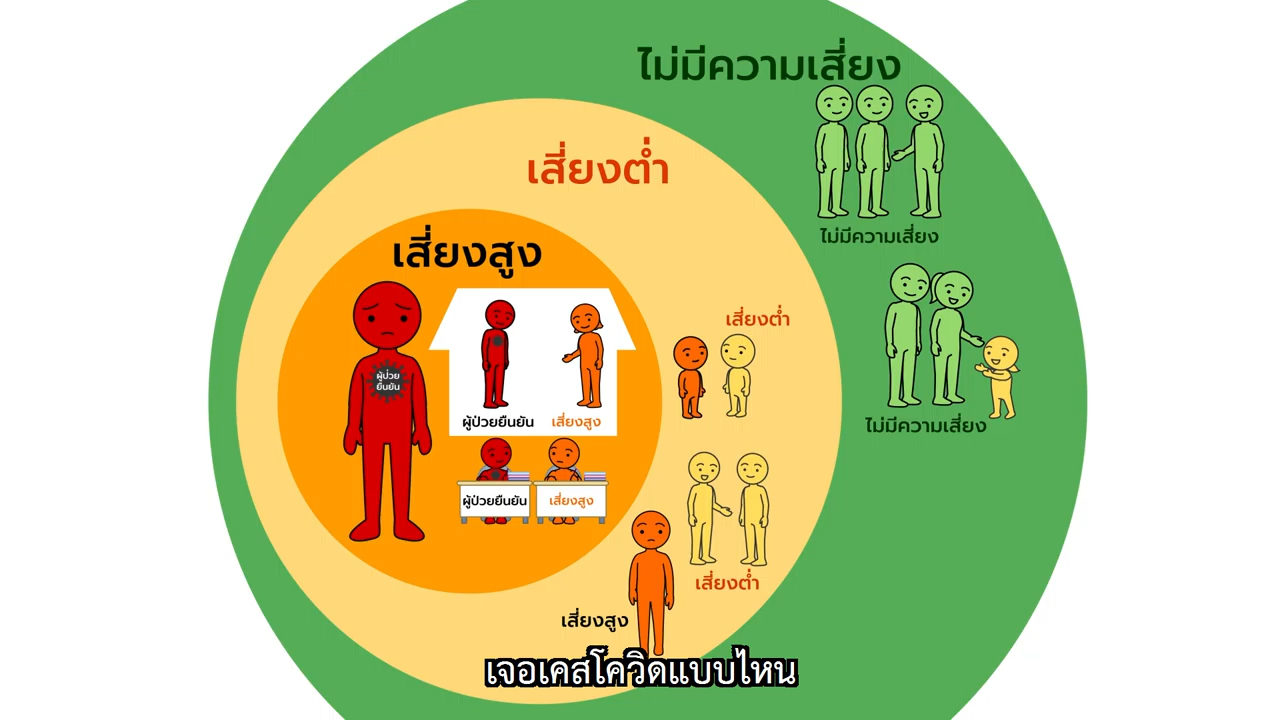 ไม่มีความเสี่ยง
ไม่มีความเสี่ยง
เสี่ยงต่ำ
เสี่ยงสูง
เสี่ยงต่ำ
ผู้ป่วย
ยืนยัน
ผู้ป่วยยืนยัน เสี่ยงสูง
ไม่มีความเสี่ยง
ผู้ป่วยยืนยัน เสี่ยงสูง
เสี่ยงต่ำ
เสี่ยงสูง
เจอเคสโควิดแบบไหน